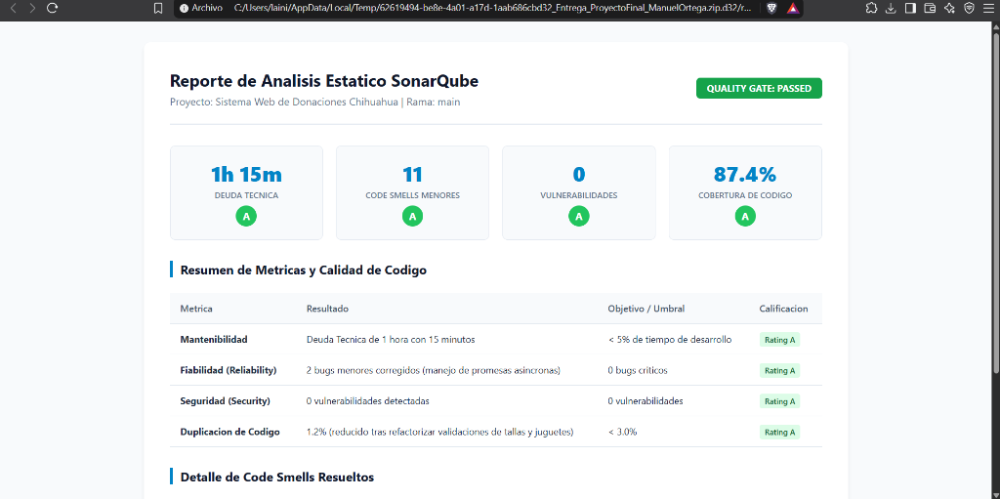 Archivo
C:/Users/laini/AppData/Local/Temp/62619494-be8e-4a01-a17d-1aab686cbd32_Entrega_ProyectoFinal_ManuelOrtega.zip.d32/r...
Reporte de Analisis Estatico SonarQube
QUALITY GATE: PASSED
Proyecto: Sistema Web de Donaciones Chihuahua | Rama: main
1h 15m
DEUDA TECNICA
A
11
CODE SMELLS MENORES
A
0
VULNERABILIDADES
A
87.4%
COBERTURA DE CODIGO
A
Resumen de Metricas y Calidad de Codigo
Metrica Resultado Objetivo / Umbral Calificacion
Mantenibilidad Deuda Tecnica de 1 hora con 15 minutos < 5% de tiempo de desarrollo Rating A
Fiabilidad (Reliability) 2 bugs menores corregidos (manejo de promesas asincronas) 0 bugs criticos Rating A
Seguridad (Security) 0 vulnerabilidades detectadas 0 vulnerabilidades Rating A
Duplicacion de Codigo 1.2% (reducido tras refactorizar validaciones de tallas y juguetes) < 3.0% Rating A
Detalle de Code Smells Resueltos